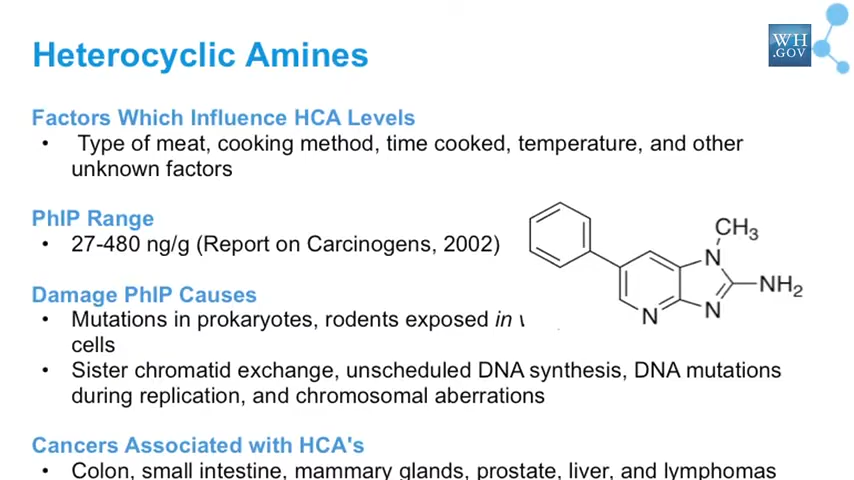 Heterocyclic Amines
WH
.GOV
Factors Which Influence HCA Levels
• Type of meat, cooking method, time cooked, temperature, and other
unknown factors
PhIP Range
• 27-480 ng/g (Report on Carcinogens, 2002)
Damage PhIP Causes
• Mutations in prokaryotes, rodents exposed in
cells
• Sister chromatid exchange, unscheduled DNA synthesis, DNA mutations
during replication, and chromosomal aberrations
Cancers Associated with HCA's
• Colon, small intestine, mammary glands, prostate, liver, and lymphomas
CH3
N
NH2
N
N